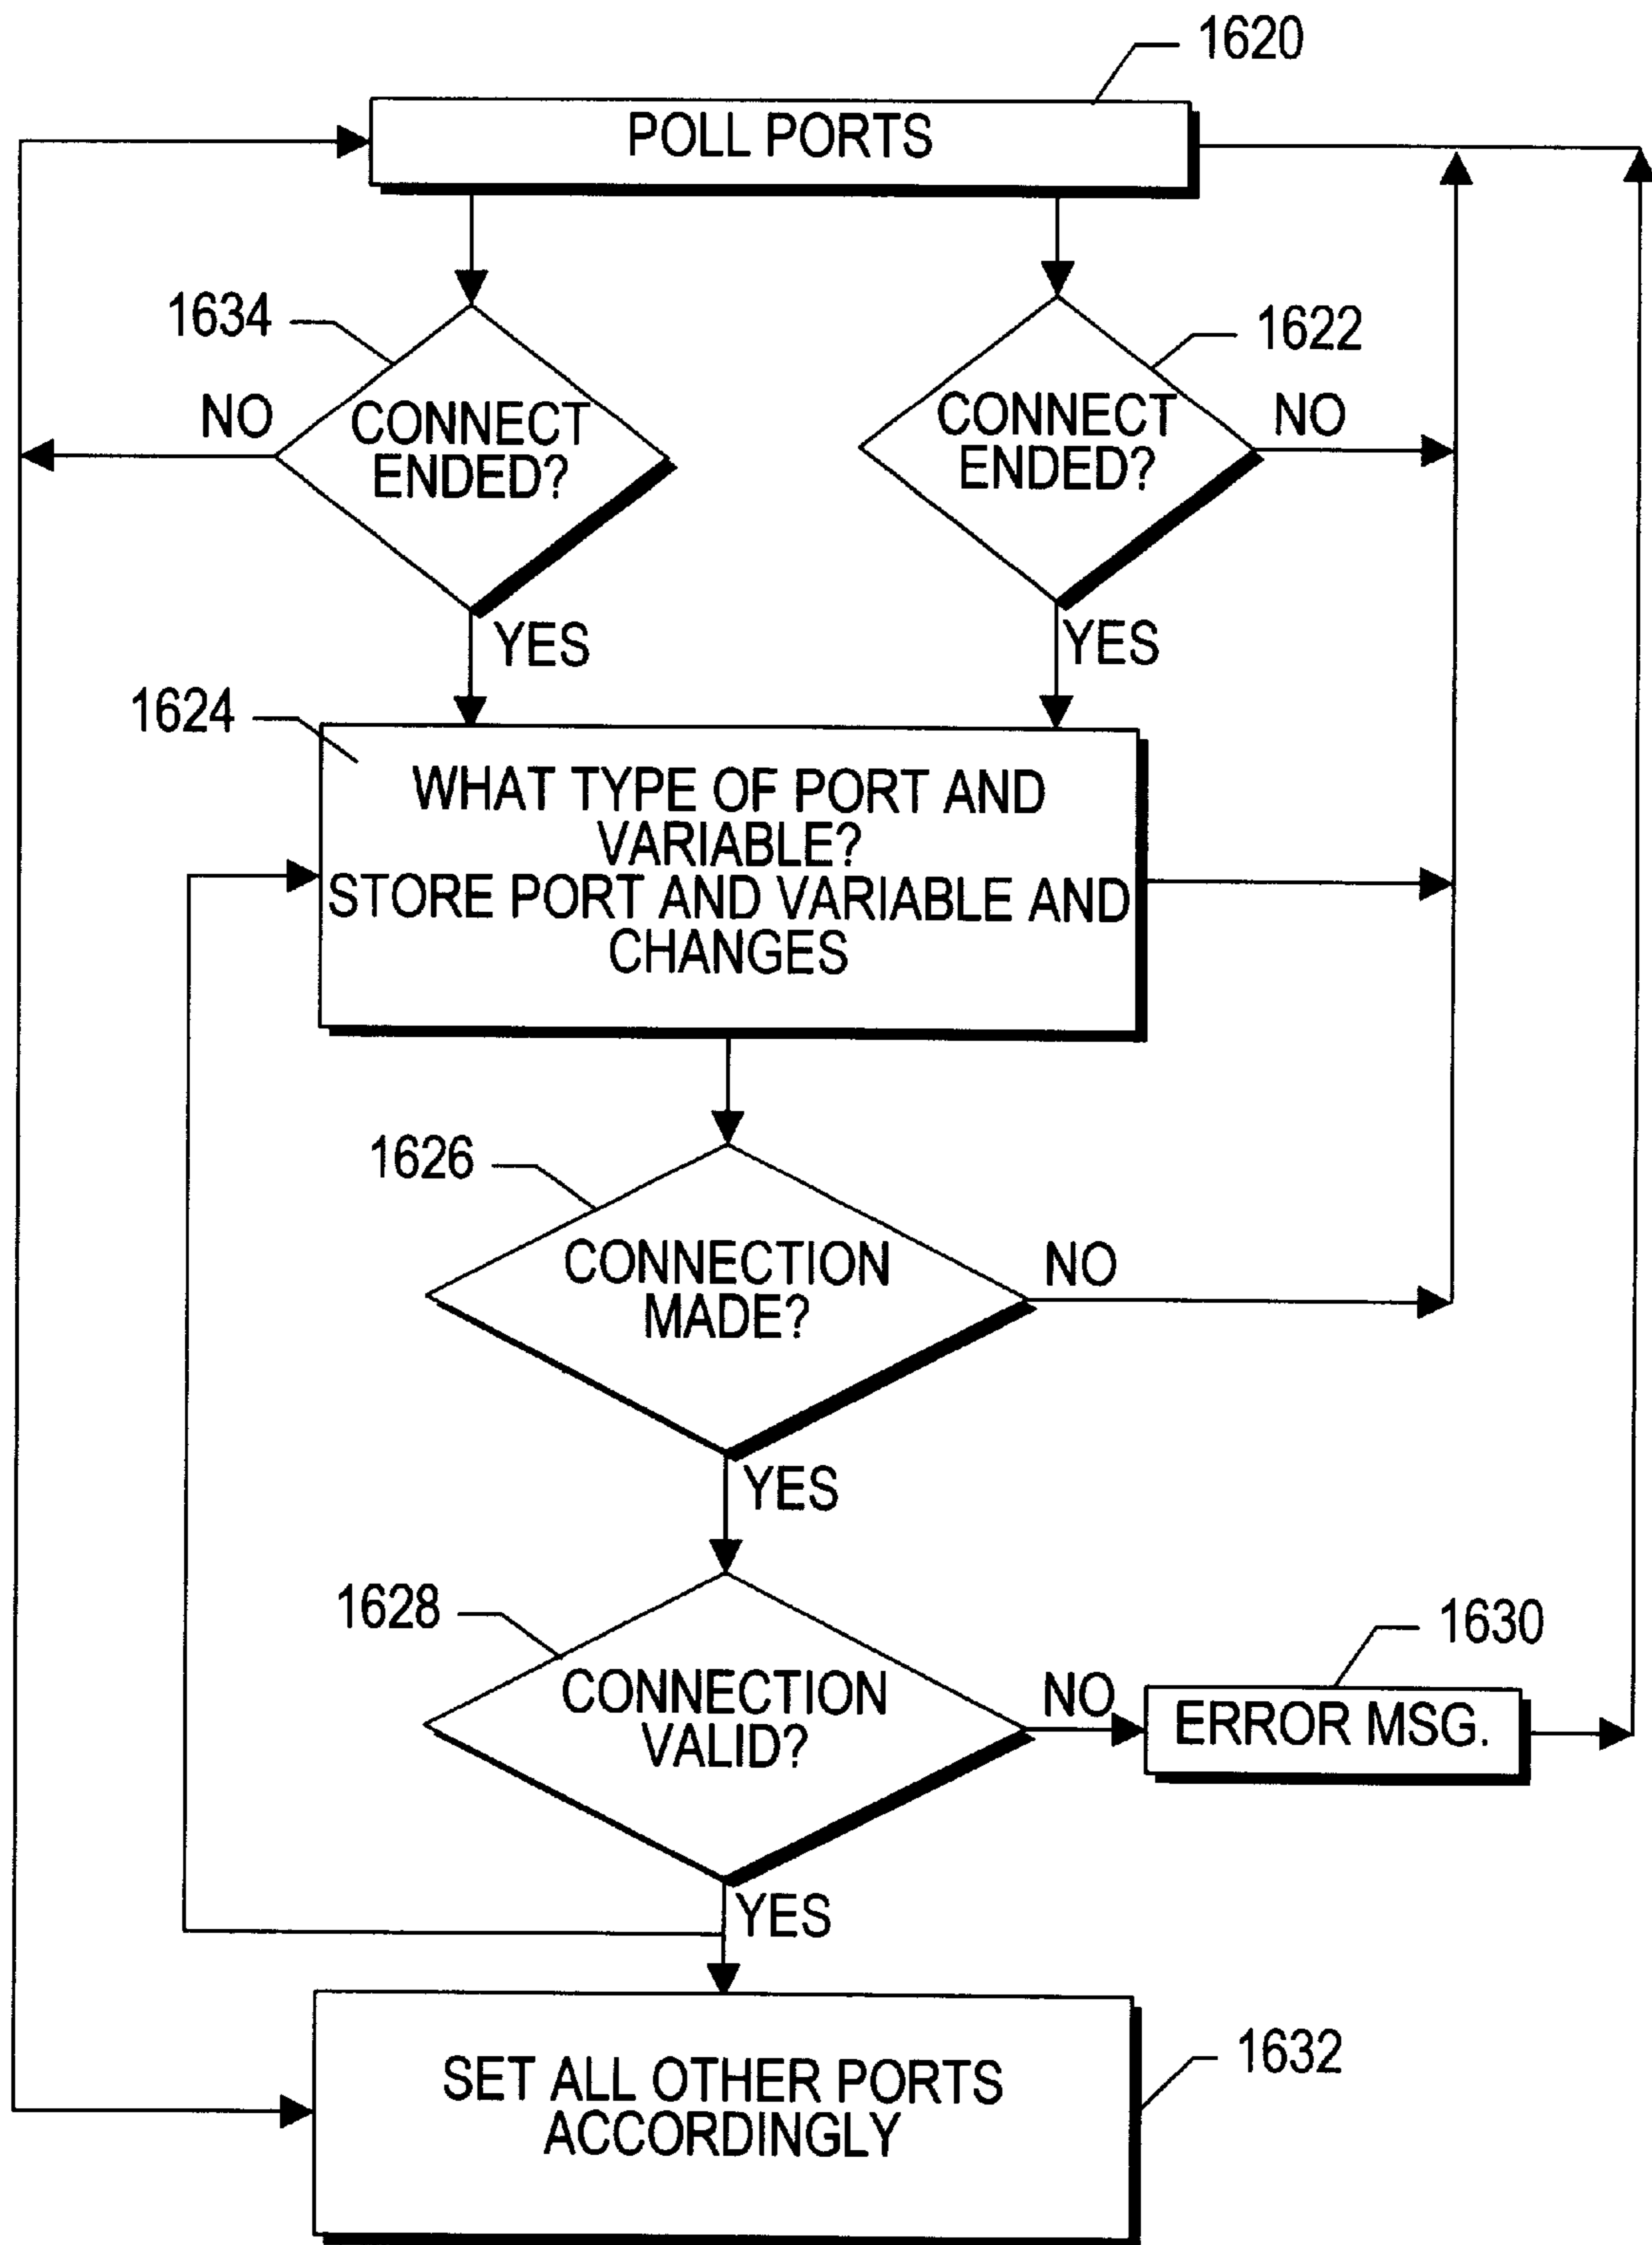 1620
POLL PORTS
1634
1622
NO
CONNECT
ENDED?
CONNECT
ENDED?
NO
YES
YES
1624
WHAT TYPE OF PORT AND
VARIABLE?
STORE PORT AND VARIABLE AND
CHANGES
1626
CONNECTION
MADE?
NO
YES
1628
CONNECTION
VALID?
NO
1630
ERROR MSG.
YES
SET ALL OTHER PORTS
ACCORDINGLY
1632